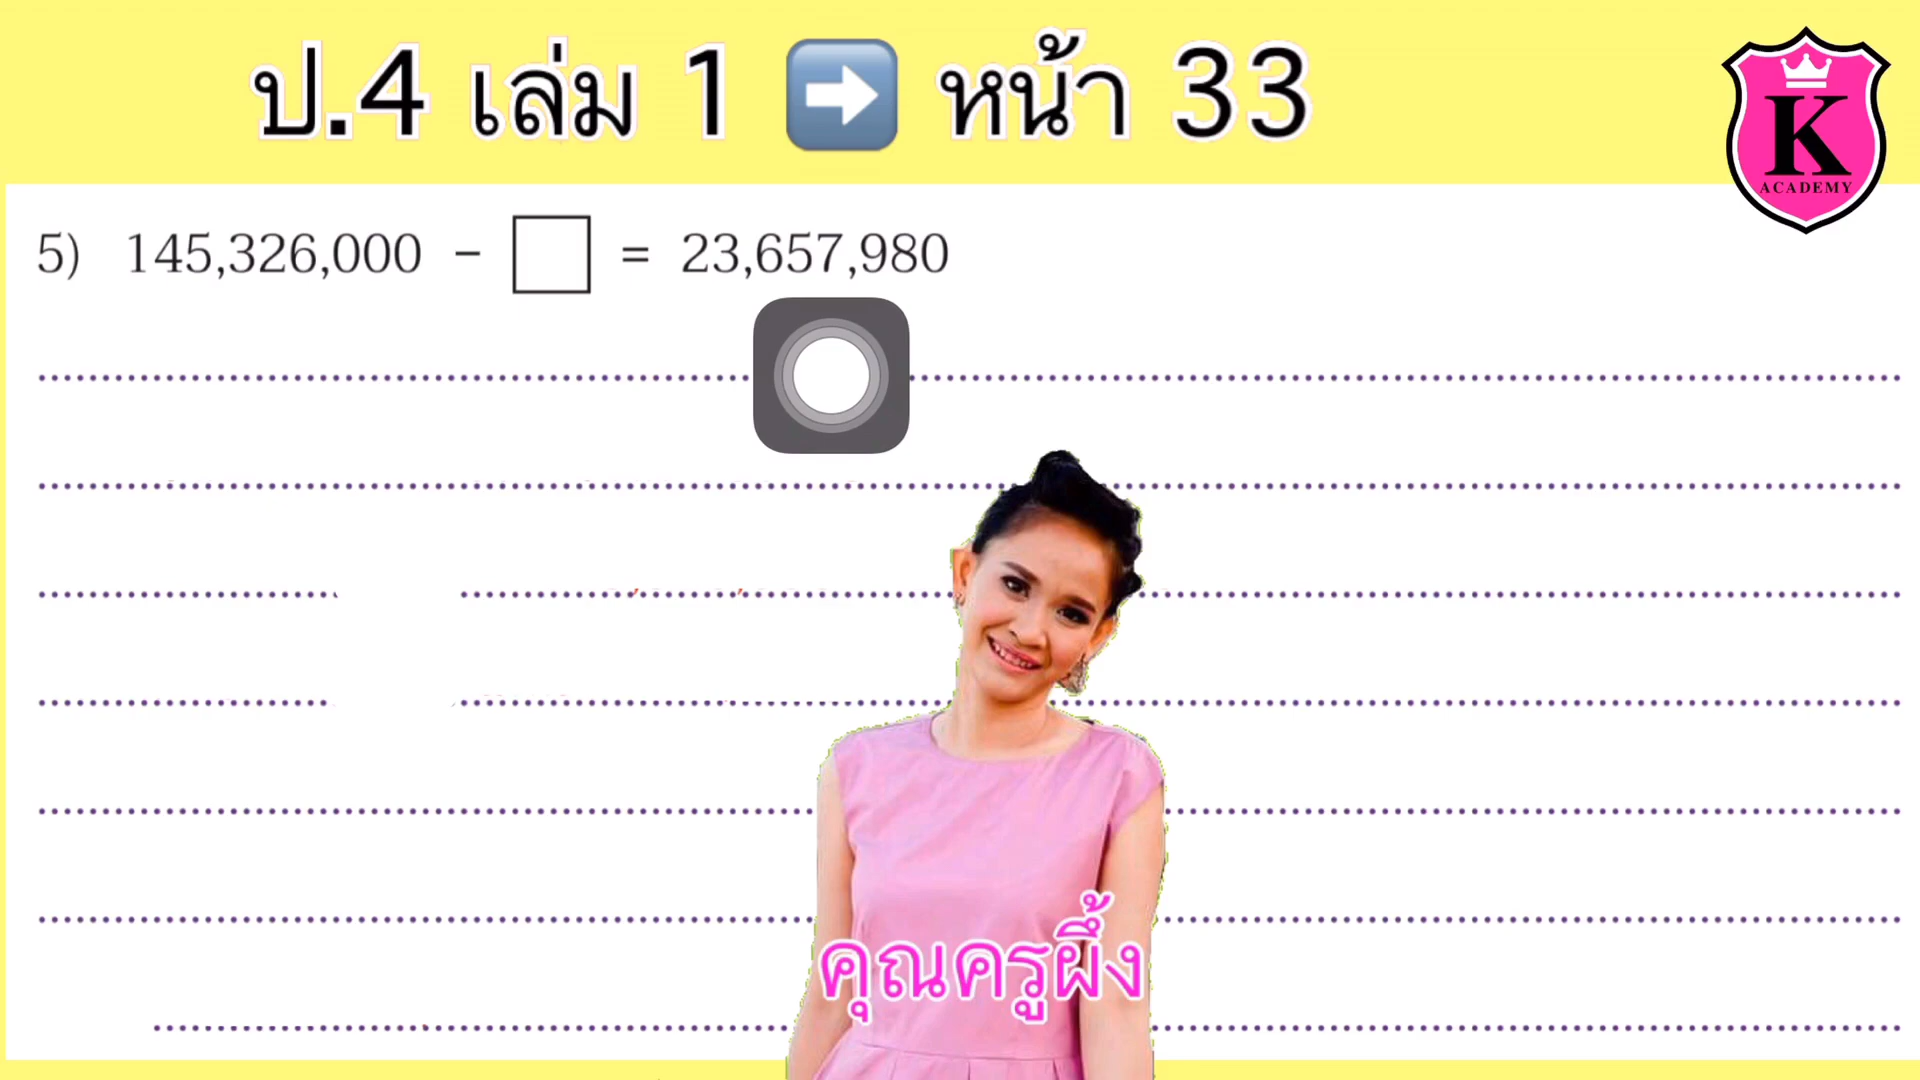 ป.4 เล่ม 1 ➡ หน้า 33
K
ACADEMY
5) 145,326,000 - □ = 23,657,980
คุณครูผึ้ง